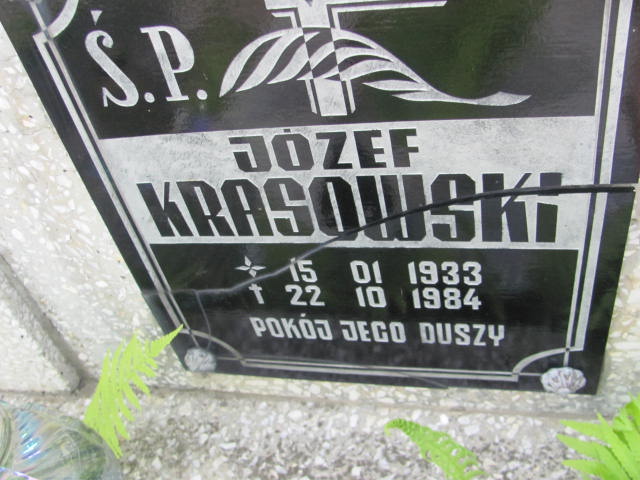 Ś.P.
JÓZEF
KRASOWSKI
15 01 1933
† 22 10 1984
POKÓJ JEGO DUSZY